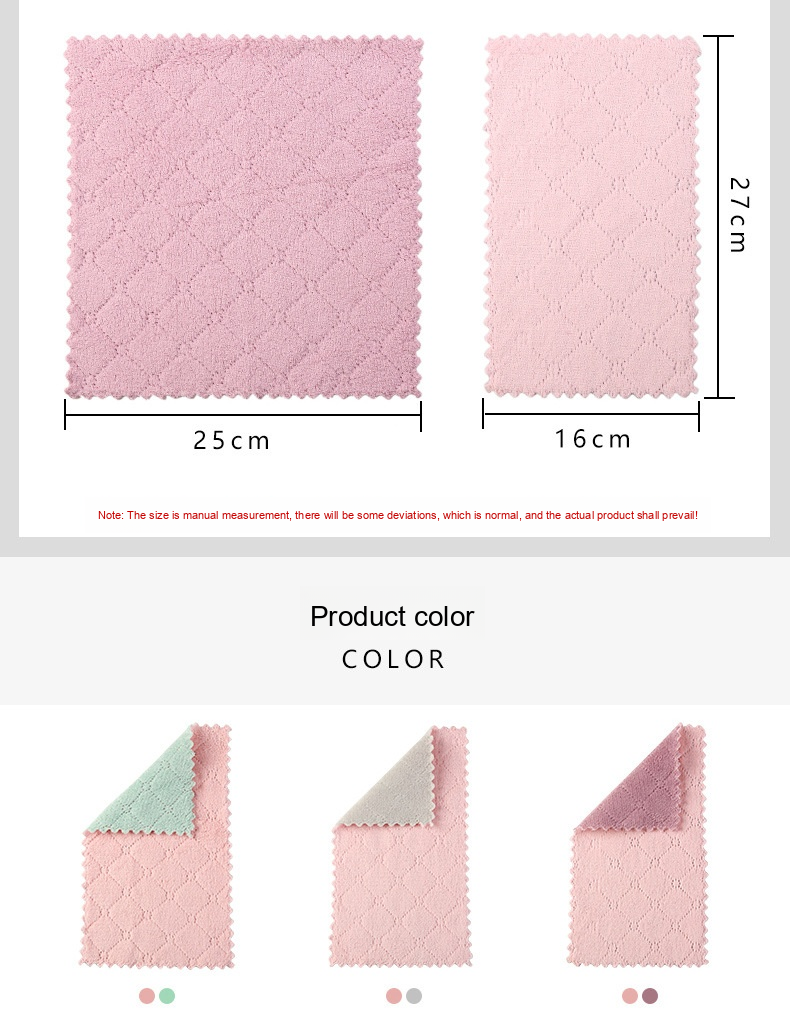 27cm
25cm
16cm
Note: The size is manual measurement, there will be some deviations, which is normal, and the actual product shall prevail!
Product color
COLOR